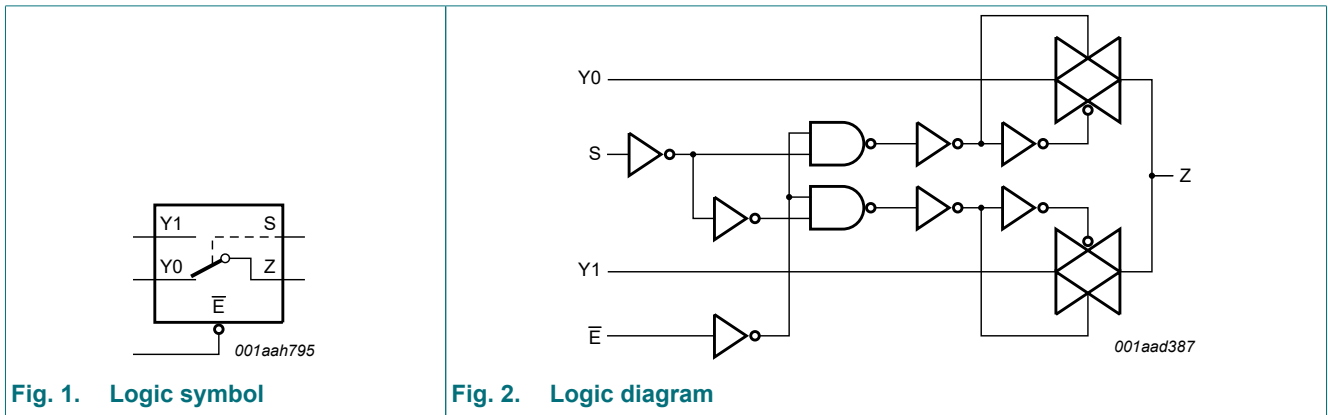 Y1 S
Y0 Z
E̅
001aah795
Fig. 1. Logic symbol
Y0
S
Z
Y1
E̅
001aad387
Fig. 2. Logic diagram